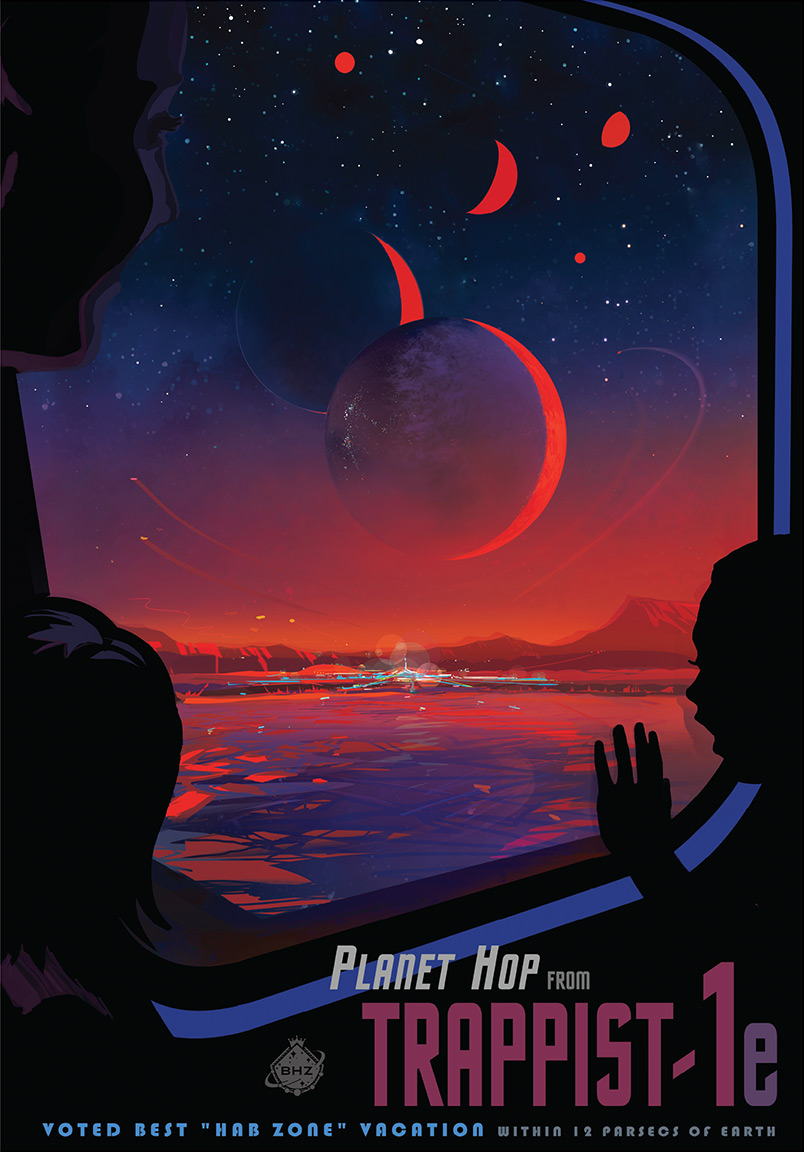 PLANET HOP FROM
TRAPPIST-1e
BHZ
VOTED BEST "HAB ZONE" VACATION WITHIN 12 PARSECS OF EARTH